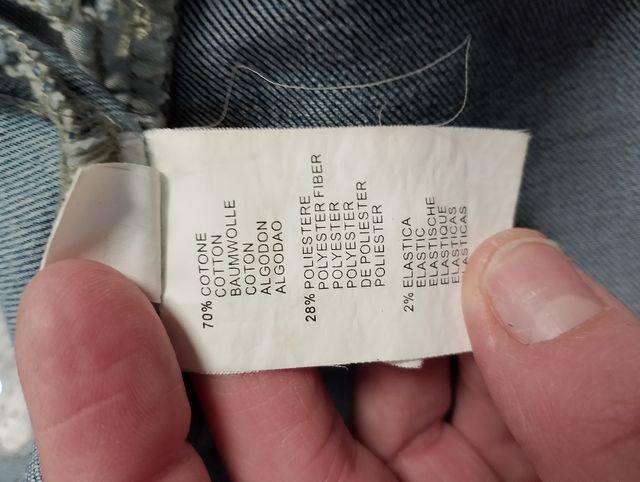 70% COTONE
COTTON
BAUMWOLLE
COTON
ALGODON
ALGODAO
28% POLIESTERE
POLYESTER FIBER
POLYESTER
POLYESTER
DE POLIESTER
POLIESTER
2% ELASTICA
ELASTIC
ELASTISCHE
ELASTIQUE
ELASTICAS
ELASTICAS